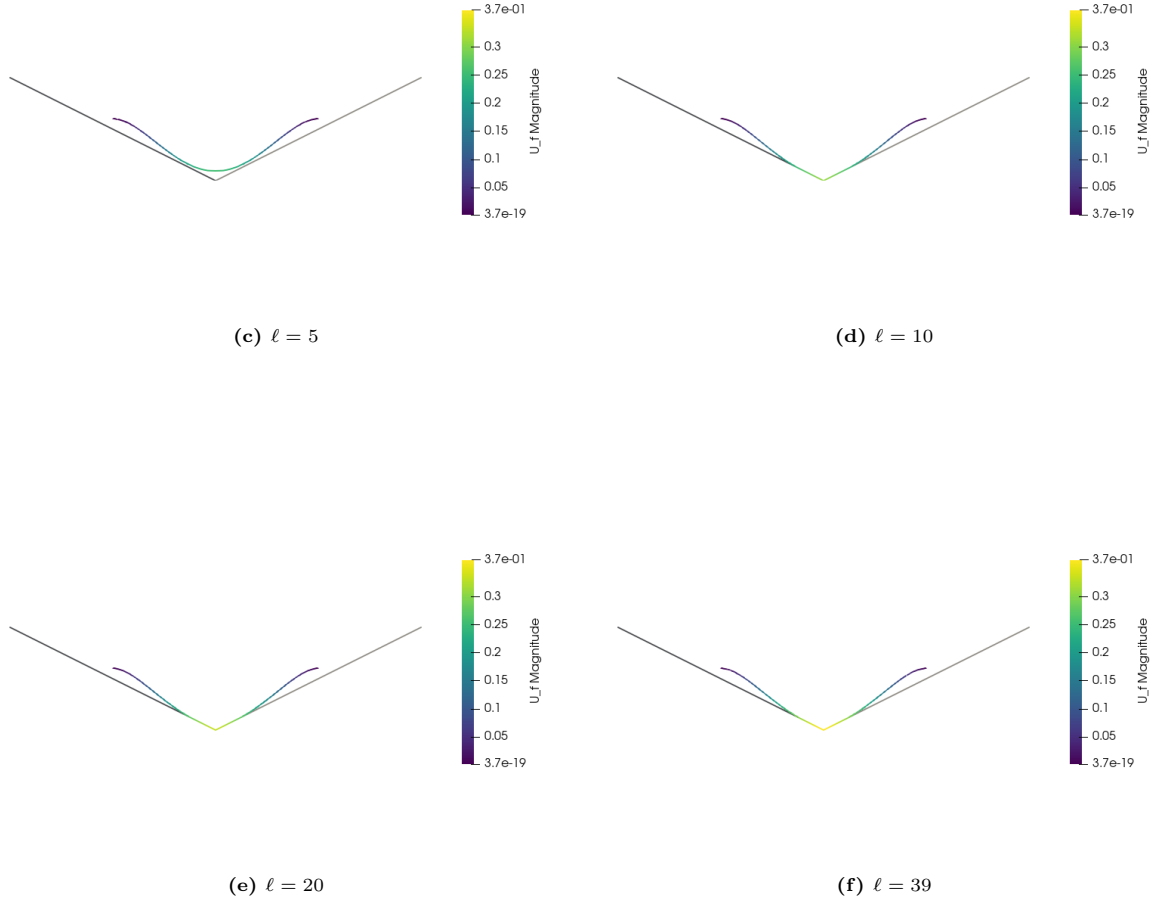 3.7e-01
0.3
0.25
0.2
0.15
0.1
0.05
3.7e-19
U_f Magnitude
3.7e-01
0.3
0.25
0.2
0.15
0.1
0.05
3.7e-19
U_f Magnitude
(c) ℓ = 5
(d) ℓ = 10
3.7e-01
0.3
0.25
0.2
0.15
0.1
0.05
3.7e-19
U_f Magnitude
3.7e-01
0.3
0.25
0.2
0.15
0.1
0.05
3.7e-19
U_f Magnitude
(e) ℓ = 20
(f) ℓ = 39